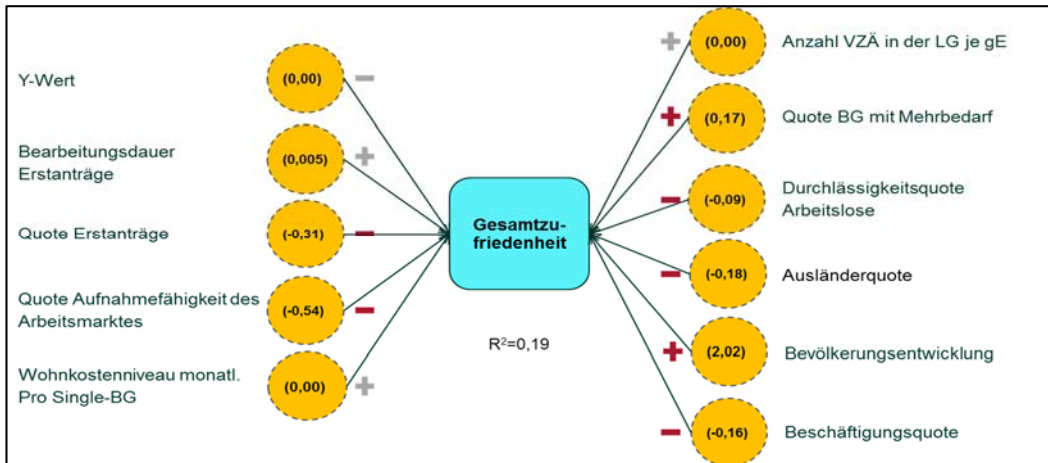 Y-Wert
(0,00)
−
Bearbeitungsdauer
Erstanträge
(0,005)
+
Quote Erstanträge
(-0,31)
−
Quote Aufnahmefähigkeit des
Arbeitsmarktes
(-0,54)
−
Wohnkostenniveau monatl.
Pro Single-BG
(0,00)
+
Gesamtzu-
friedenheit
R²=0,19
+
(0,00)
Anzahl VZÄ in der LG je gE
+
(0,17)
Quote BG mit Mehrbedarf
−
(-0,09)
Durchlässigkeitsquote
Arbeitslose
−
(-0,18)
Ausländerquote
+
(2,02)
Bevölkerungsentwicklung
−
(-0,16)
Beschäftigungsquote